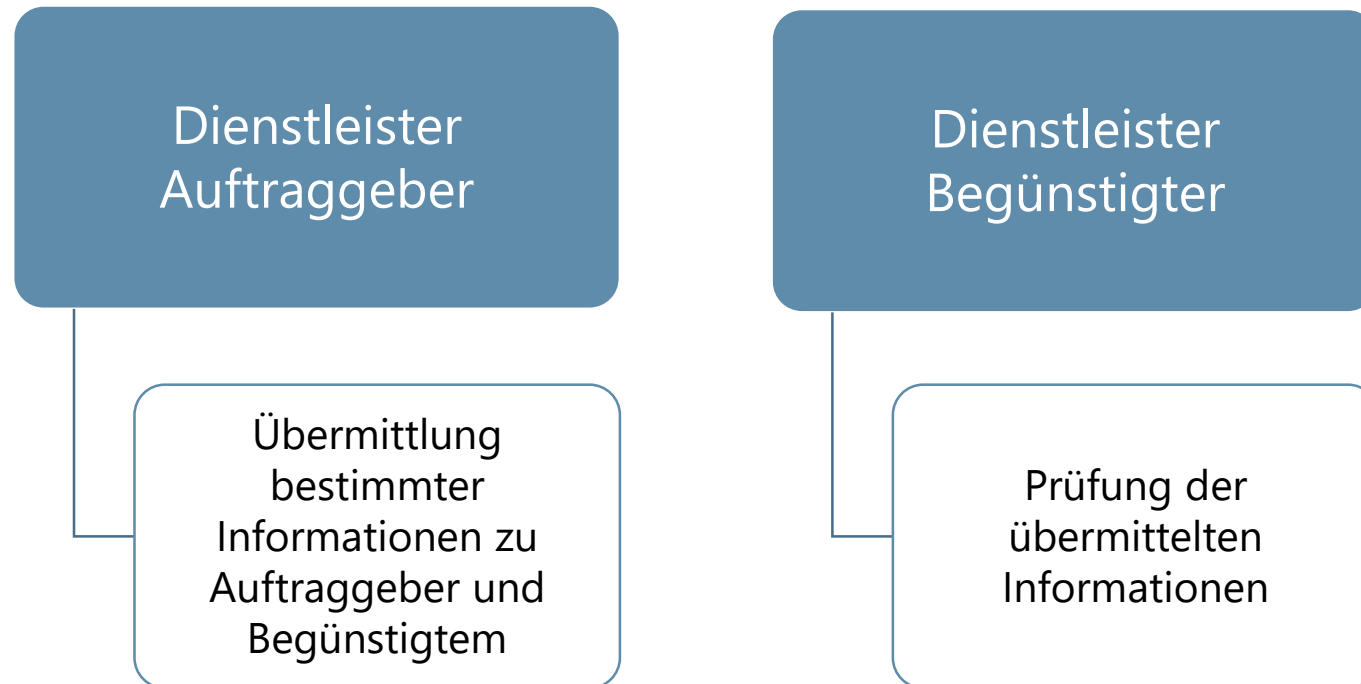 Dienstleister
Auftraggeber
Übermittlung
bestimmter
Informationen zu
Auftraggeber und
Begünstigtem
Dienstleister
Begünstigter
Prüfung der
übermittelten
Informationen